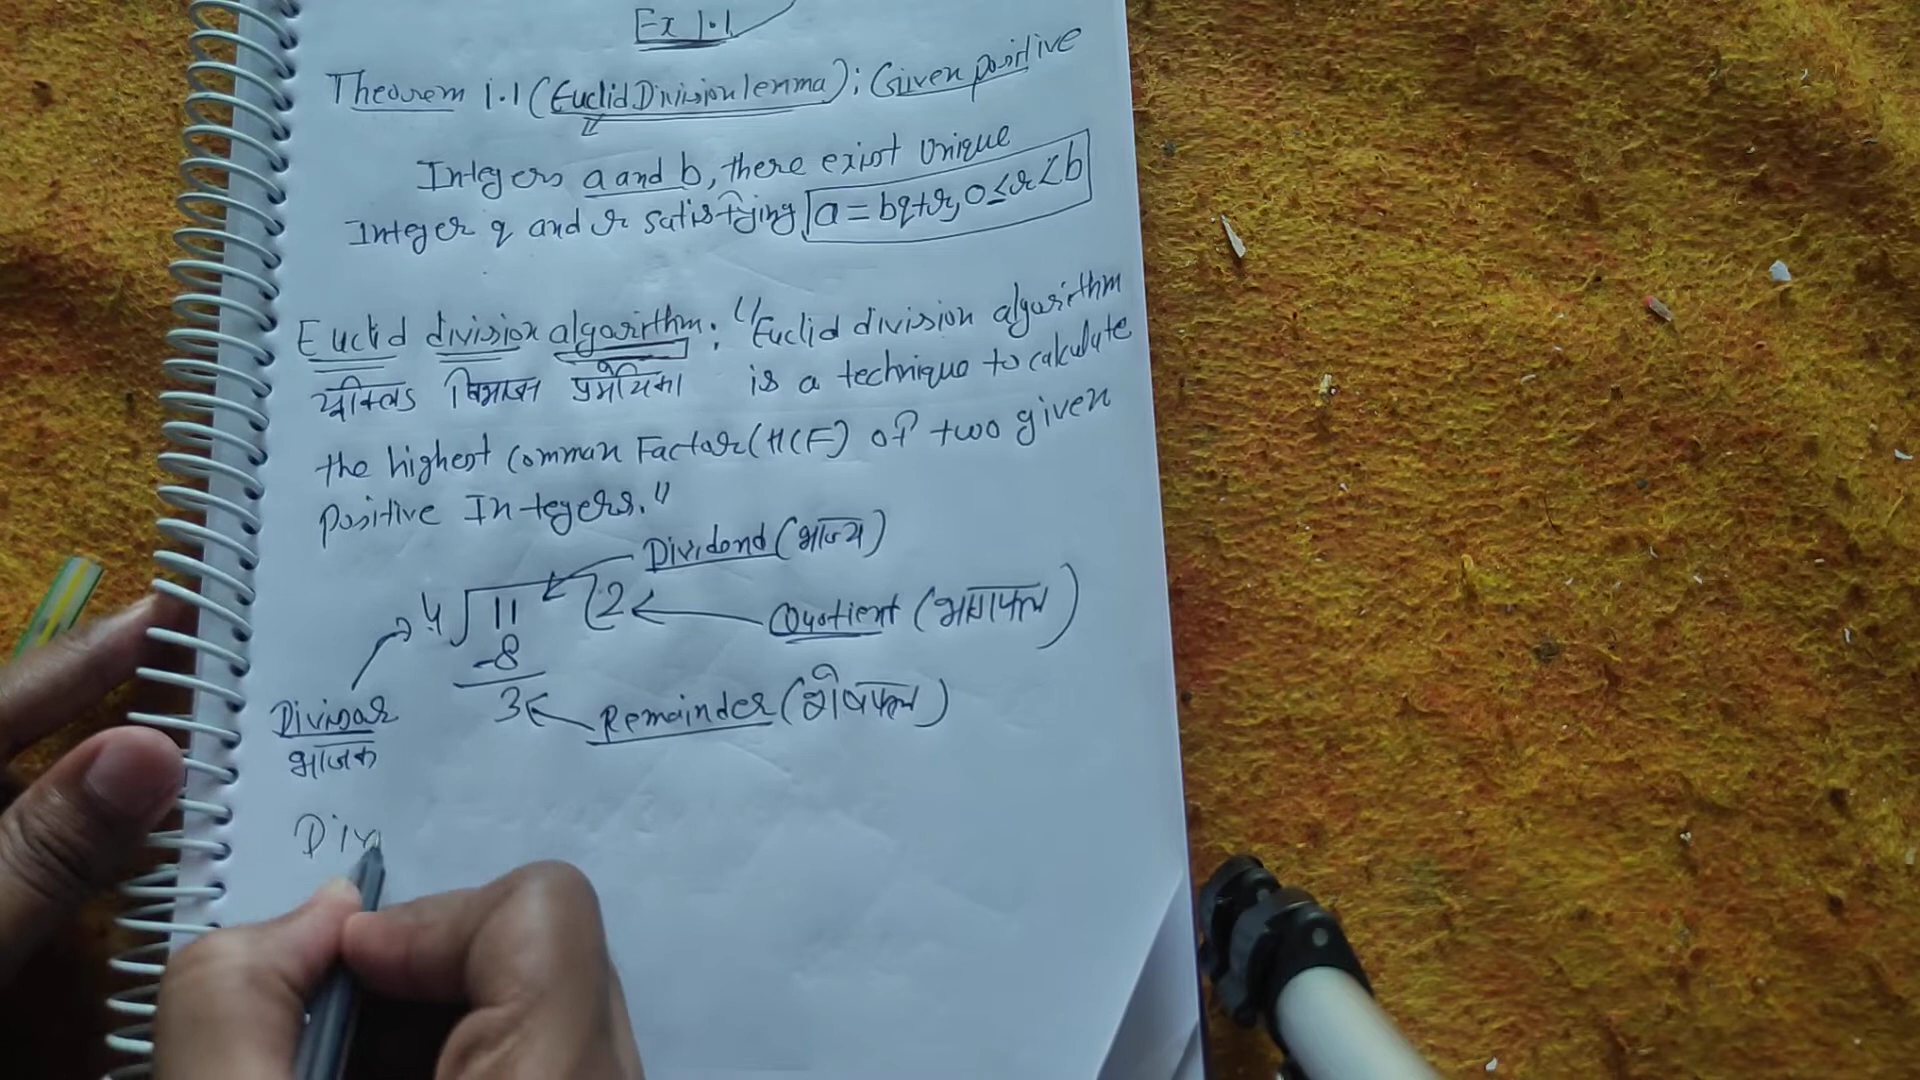 Ex 1.1
Theorem 1.1 (Euclid Division lemma): Given positive
Integers a and b, there exist Unique
Integer q and r satisfying a = bq+r, 0≤r<b
Euclid division algorithm: "Euclid division algorithm
यूक्लिड विभाजन प्रमेयिका is a technique to calculate
the highest Common Factor (HCF) of two given
positive Integers."
Dividend (भाज्य)
4 11 2 Quotient (भागफल)
-8
3 Remainder (शेषफल)
Divisor
भाजक
Div